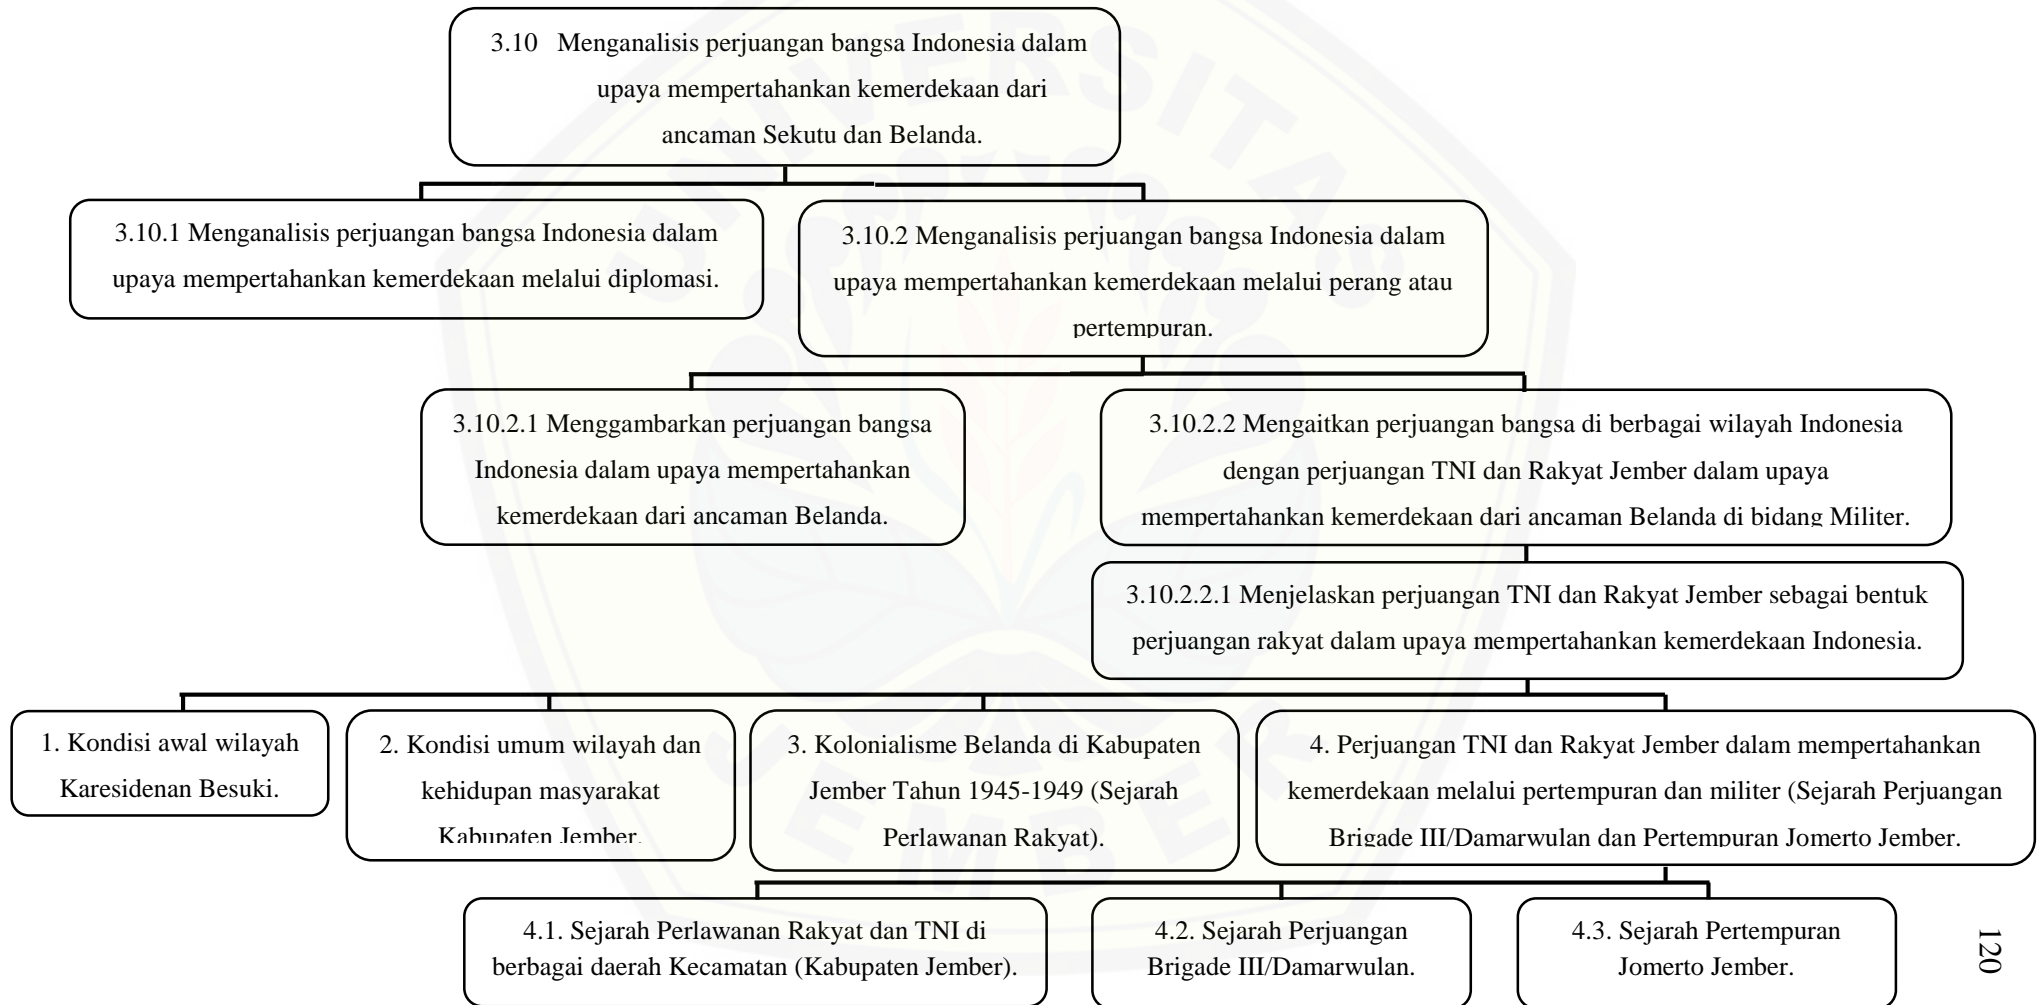 3.10 Menganalisis perjuangan bangsa Indonesia dalam
upaya mempertahankan kemerdekaan dari
ancaman Sekutu dan Belanda.
3.10.1 Menganalisis perjuangan bangsa Indonesia dalam
upaya mempertahankan kemerdekaan melalui diplomasi.
3.10.2 Menganalisis perjuangan bangsa Indonesia dalam
upaya mempertahankan kemerdekaan melalui perang atau
pertempuran.
3.10.2.1 Menggambarkan perjuangan bangsa
Indonesia dalam upaya mempertahankan
kemerdekaan dari ancaman Belanda.
3.10.2.2 Mengaitkan perjuangan bangsa di berbagai wilayah Indonesia
dengan perjuangan TNI dan Rakyat Jember dalam upaya
mempertahankan kemerdekaan dari ancaman Belanda di bidang Militer.
3.10.2.2.1 Menjelaskan perjuangan TNI dan Rakyat Jember sebagai bentuk
perjuangan rakyat dalam upaya mempertahankan kemerdekaan Indonesia.
1. Kondisi awal wilayah
Karesidenan Besuki.
2. Kondisi umum wilayah dan
kehidupan masyarakat
Kabupaten Jember.
3. Kolonialisme Belanda di Kabupaten
Jember Tahun 1945-1949 (Sejarah
Perlawanan Rakyat).
4. Perjuangan TNI dan Rakyat Jember dalam mempertahankan
kemerdekaan melalui pertempuran dan militer (Sejarah Perjuangan
Brigade III/Damarwulan dan Pertempuran Jomerto Jember.
4.1. Sejarah Perlawanan Rakyat dan TNI di
berbagai daerah Kecamatan (Kabupaten Jember).
4.2. Sejarah Perjuangan
Brigade III/Damarwulan.
4.3. Sejarah Pertempuran
Jomerto Jember.
120
UNIVERSITAS
JEMBER